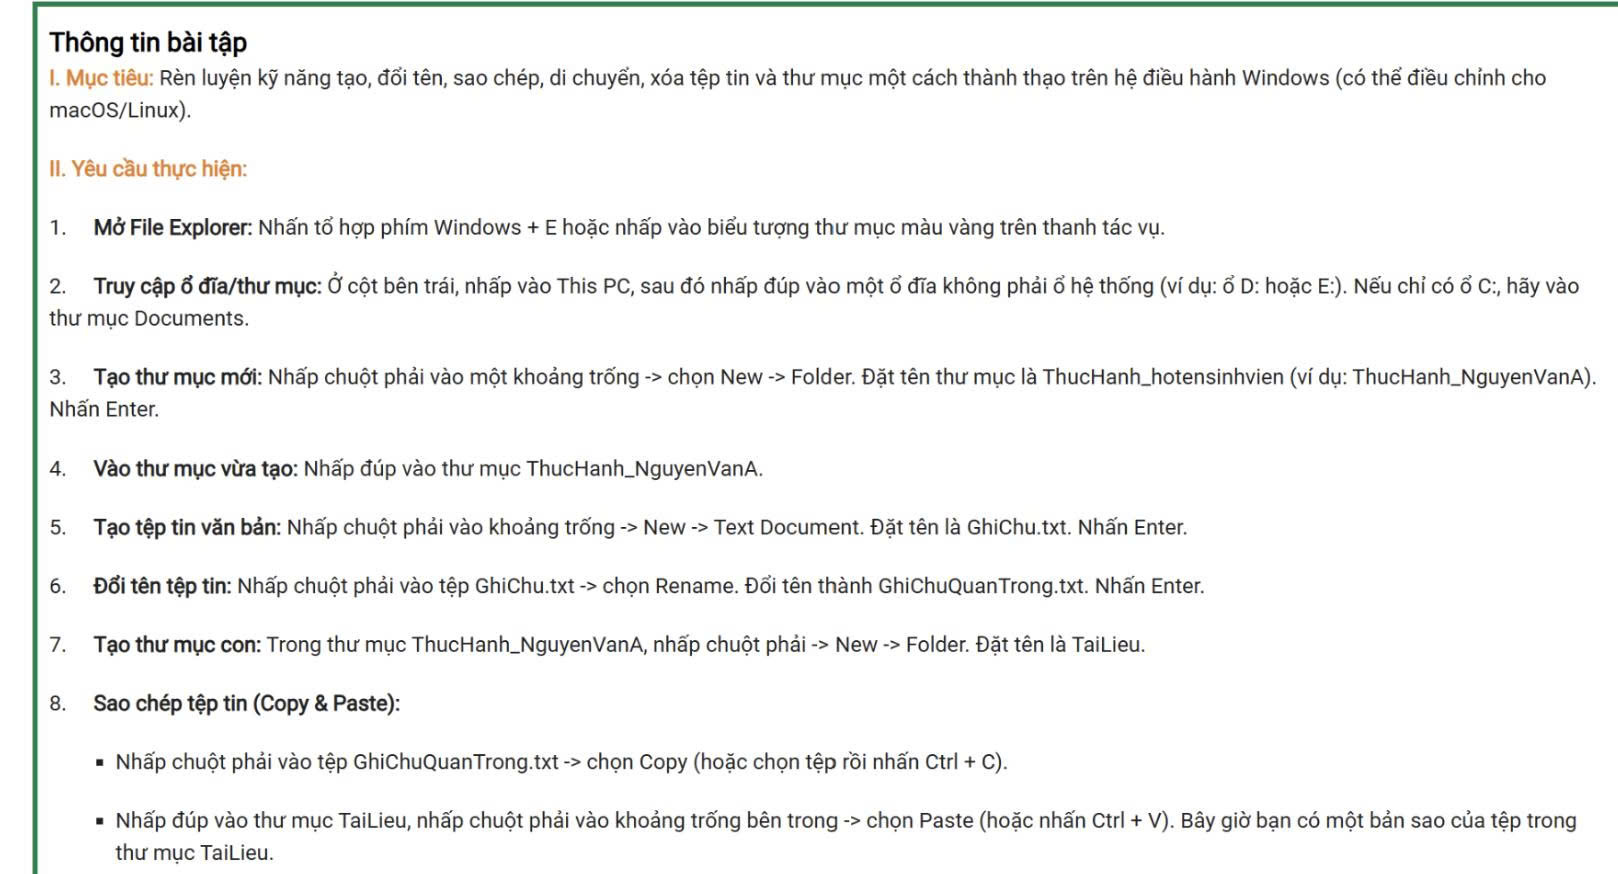 Thông tin bài tập
I. Mục tiêu: Rèn luyện kỹ năng tạo, đổi tên, sao chép, di chuyển, xóa tệp tin và thư mục một cách thành thạo trên hệ điều hành Windows (có thể điều chỉnh cho
macOS/Linux).
II. Yêu cầu thực hiện:
1. Mở File Explorer: Nhấn tổ hợp phím Windows + E hoặc nhấp vào biểu tượng thư mục màu vàng trên thanh tác vụ.
2. Truy cập ổ đĩa/thư mục: Ở cột bên trái, nhấp vào This PC, sau đó nhấp đúp vào một ổ đĩa không phải ổ hệ thống (ví dụ: ổ D: hoặc E:). Nếu chỉ có ổ C:, hãy vào
thư mục Documents.
3. Tạo thư mục mới: Nhấp chuột phải vào một khoảng trống -> chọn New -> Folder. Đặt tên thư mục là ThucHanh_hotensinhvien (ví dụ: ThucHanh_NguyenVanA).
Nhấn Enter.
4. Vào thư mục vừa tạo: Nhấp đúp vào thư mục ThucHanh_NguyenVanA.
5. Tạo tệp tin văn bản: Nhấp chuột phải vào khoảng trống -> New -> Text Document. Đặt tên là GhiChu.txt. Nhấn Enter.
6. Đổi tên tệp tin: Nhấp chuột phải vào tệp GhiChu.txt -> chọn Rename. Đổi tên thành GhiChuQuanTrong.txt. Nhấn Enter.
7. Tạo thư mục con: Trong thư mục ThucHanh_NguyenVanA, nhấp chuột phải -> New -> Folder. Đặt tên là TaiLieu.
8. Sao chép tệp tin (Copy & Paste):
▪ Nhấp chuột phải vào tệp GhiChuQuanTrong.txt -> chọn Copy (hoặc chọn tệp rồi nhấn Ctrl + C).
▪ Nhấp đúp vào thư mục TaiLieu, nhấp chuột phải vào khoảng trống bên trong -> chọn Paste (hoặc nhấn Ctrl + V). Bây giờ bạn có một bản sao của tệp trong
thư mục TaiLieu.